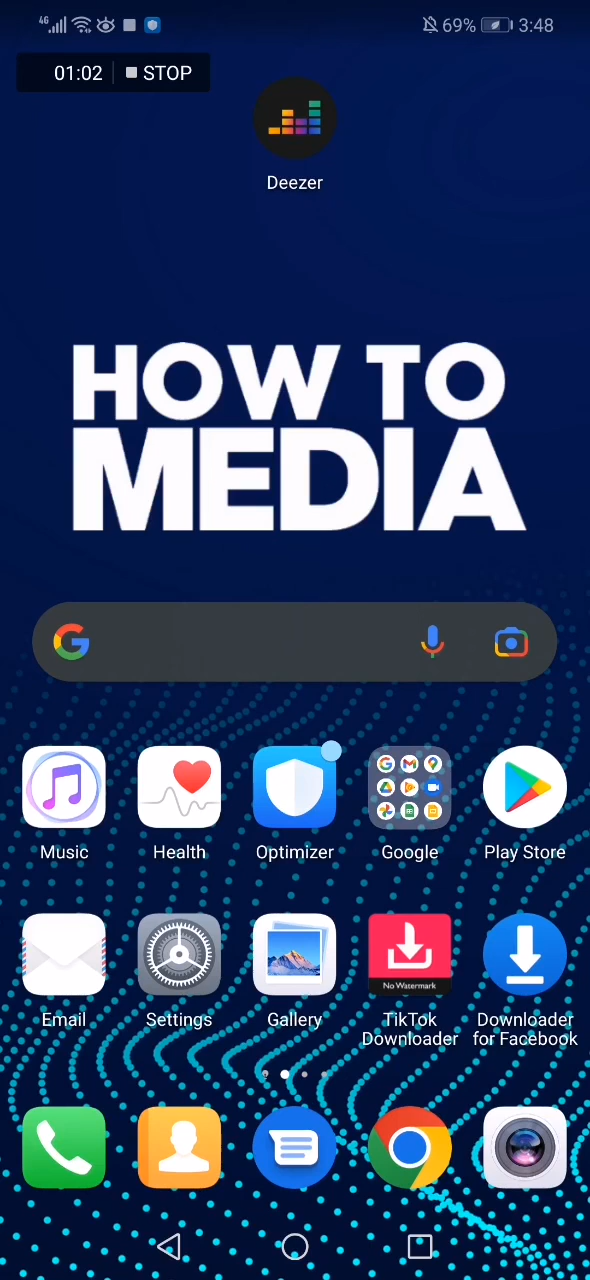 4G
69%
3:48
01:02
STOP
Deezer
HOW TO
MEDIA
Music
Health
Optimizer
Google
Play Store
No Watermark
Email
Settings
Gallery
TikTok
Downloader
Downloader
for Facebook